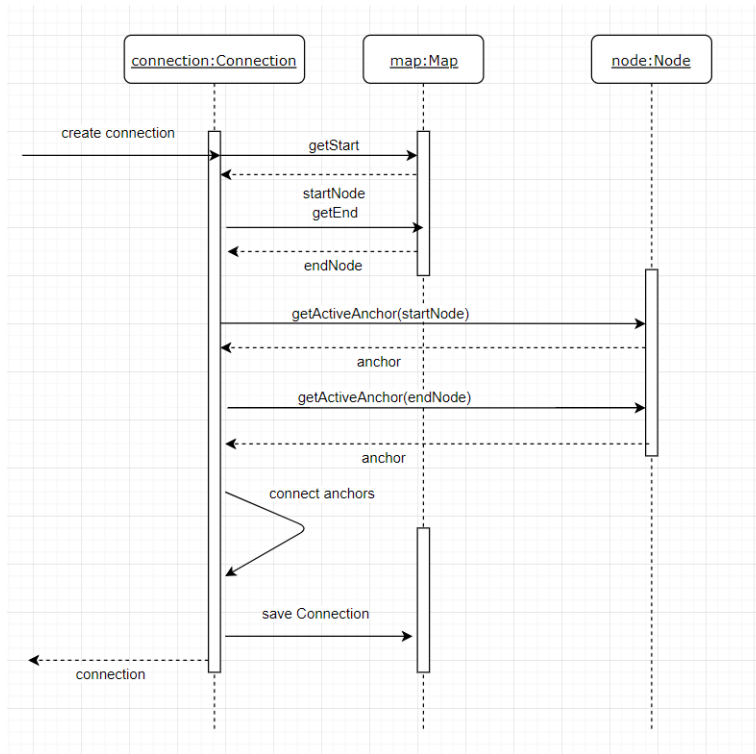 connection:Connection
map:Map
node:Node
create connection
getStart
startNode
getEnd
endNode
getActiveAnchor(startNode)
anchor
getActiveAnchor(endNode)
anchor
connect anchors
save Connection
connection